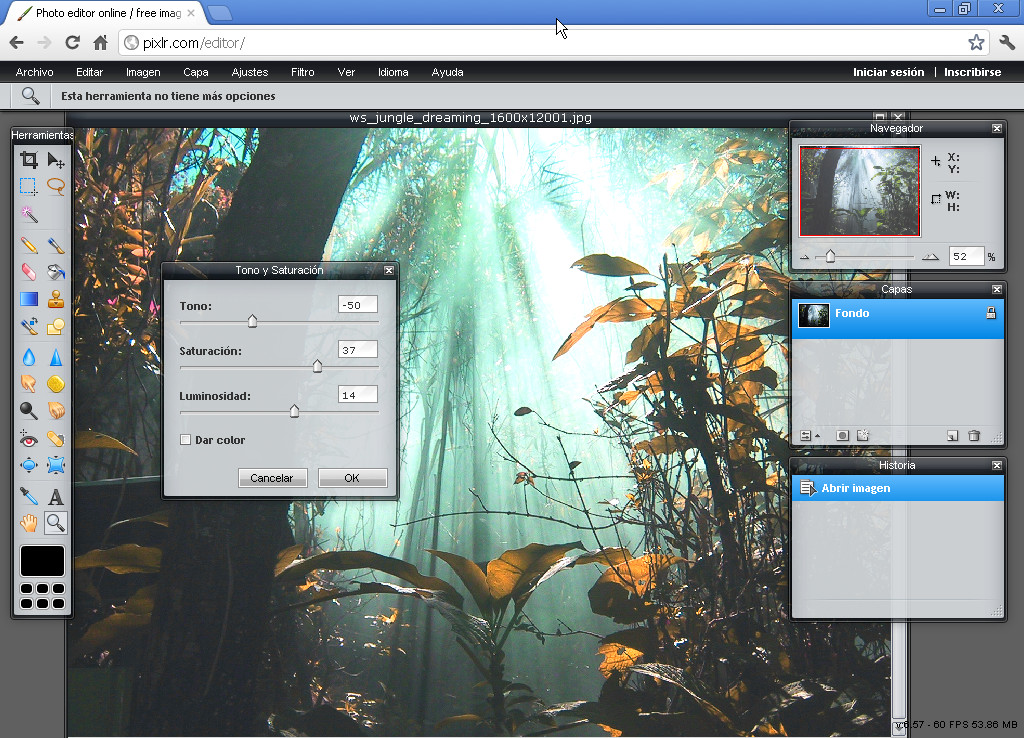 Photo editor online / free imag
pixlr.com/editor/
Archivo Editar Imagen Capa Ajustes Filtro Ver Idioma Ayuda Iniciar sesión | Inscribirse
Esta herramienta no tiene más opciones
ws_jungle_dreaming_1600x12001.jpg
Herramientas
Navegador
X:
Y:
W:
H:
52 %
Tono y Saturación
Tono: -50
Saturación: 37
Luminosidad: 14
Dar color
Cancelar OK
Capas
Fondo
Historia
Abrir imagen
v:6.57 - 60 FPS 53.86 MB